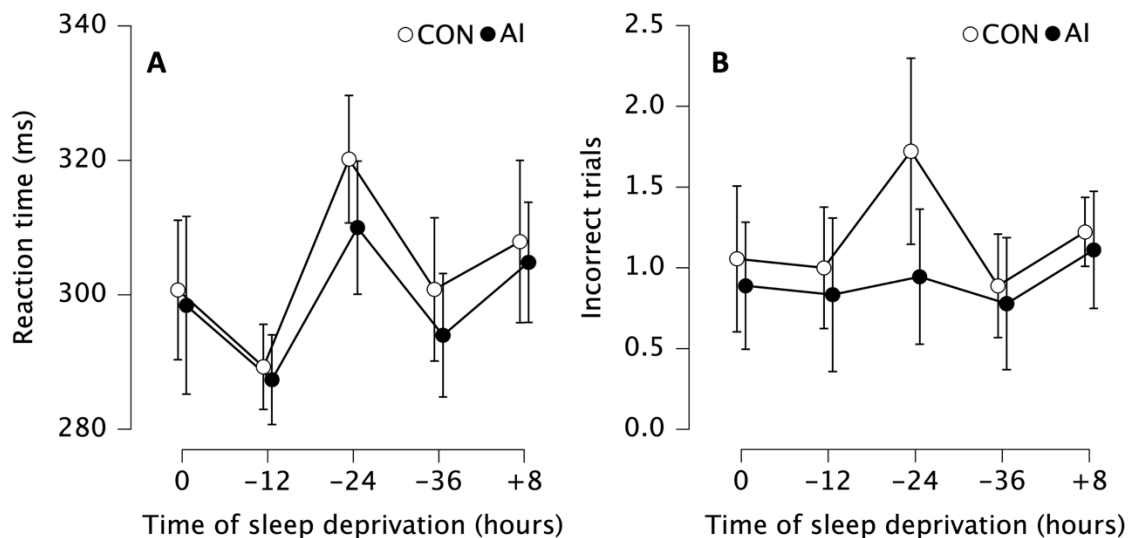 A
CON AI
Reaction time (ms)
340
320
300
280
0 -12 -24 -36 +8
Time of sleep deprivation (hours)
B
CON AI
Incorrect trials
2.5
2.0
1.5
1.0
0.5
0.0
0 -12 -24 -36 +8
Time of sleep deprivation (hours)